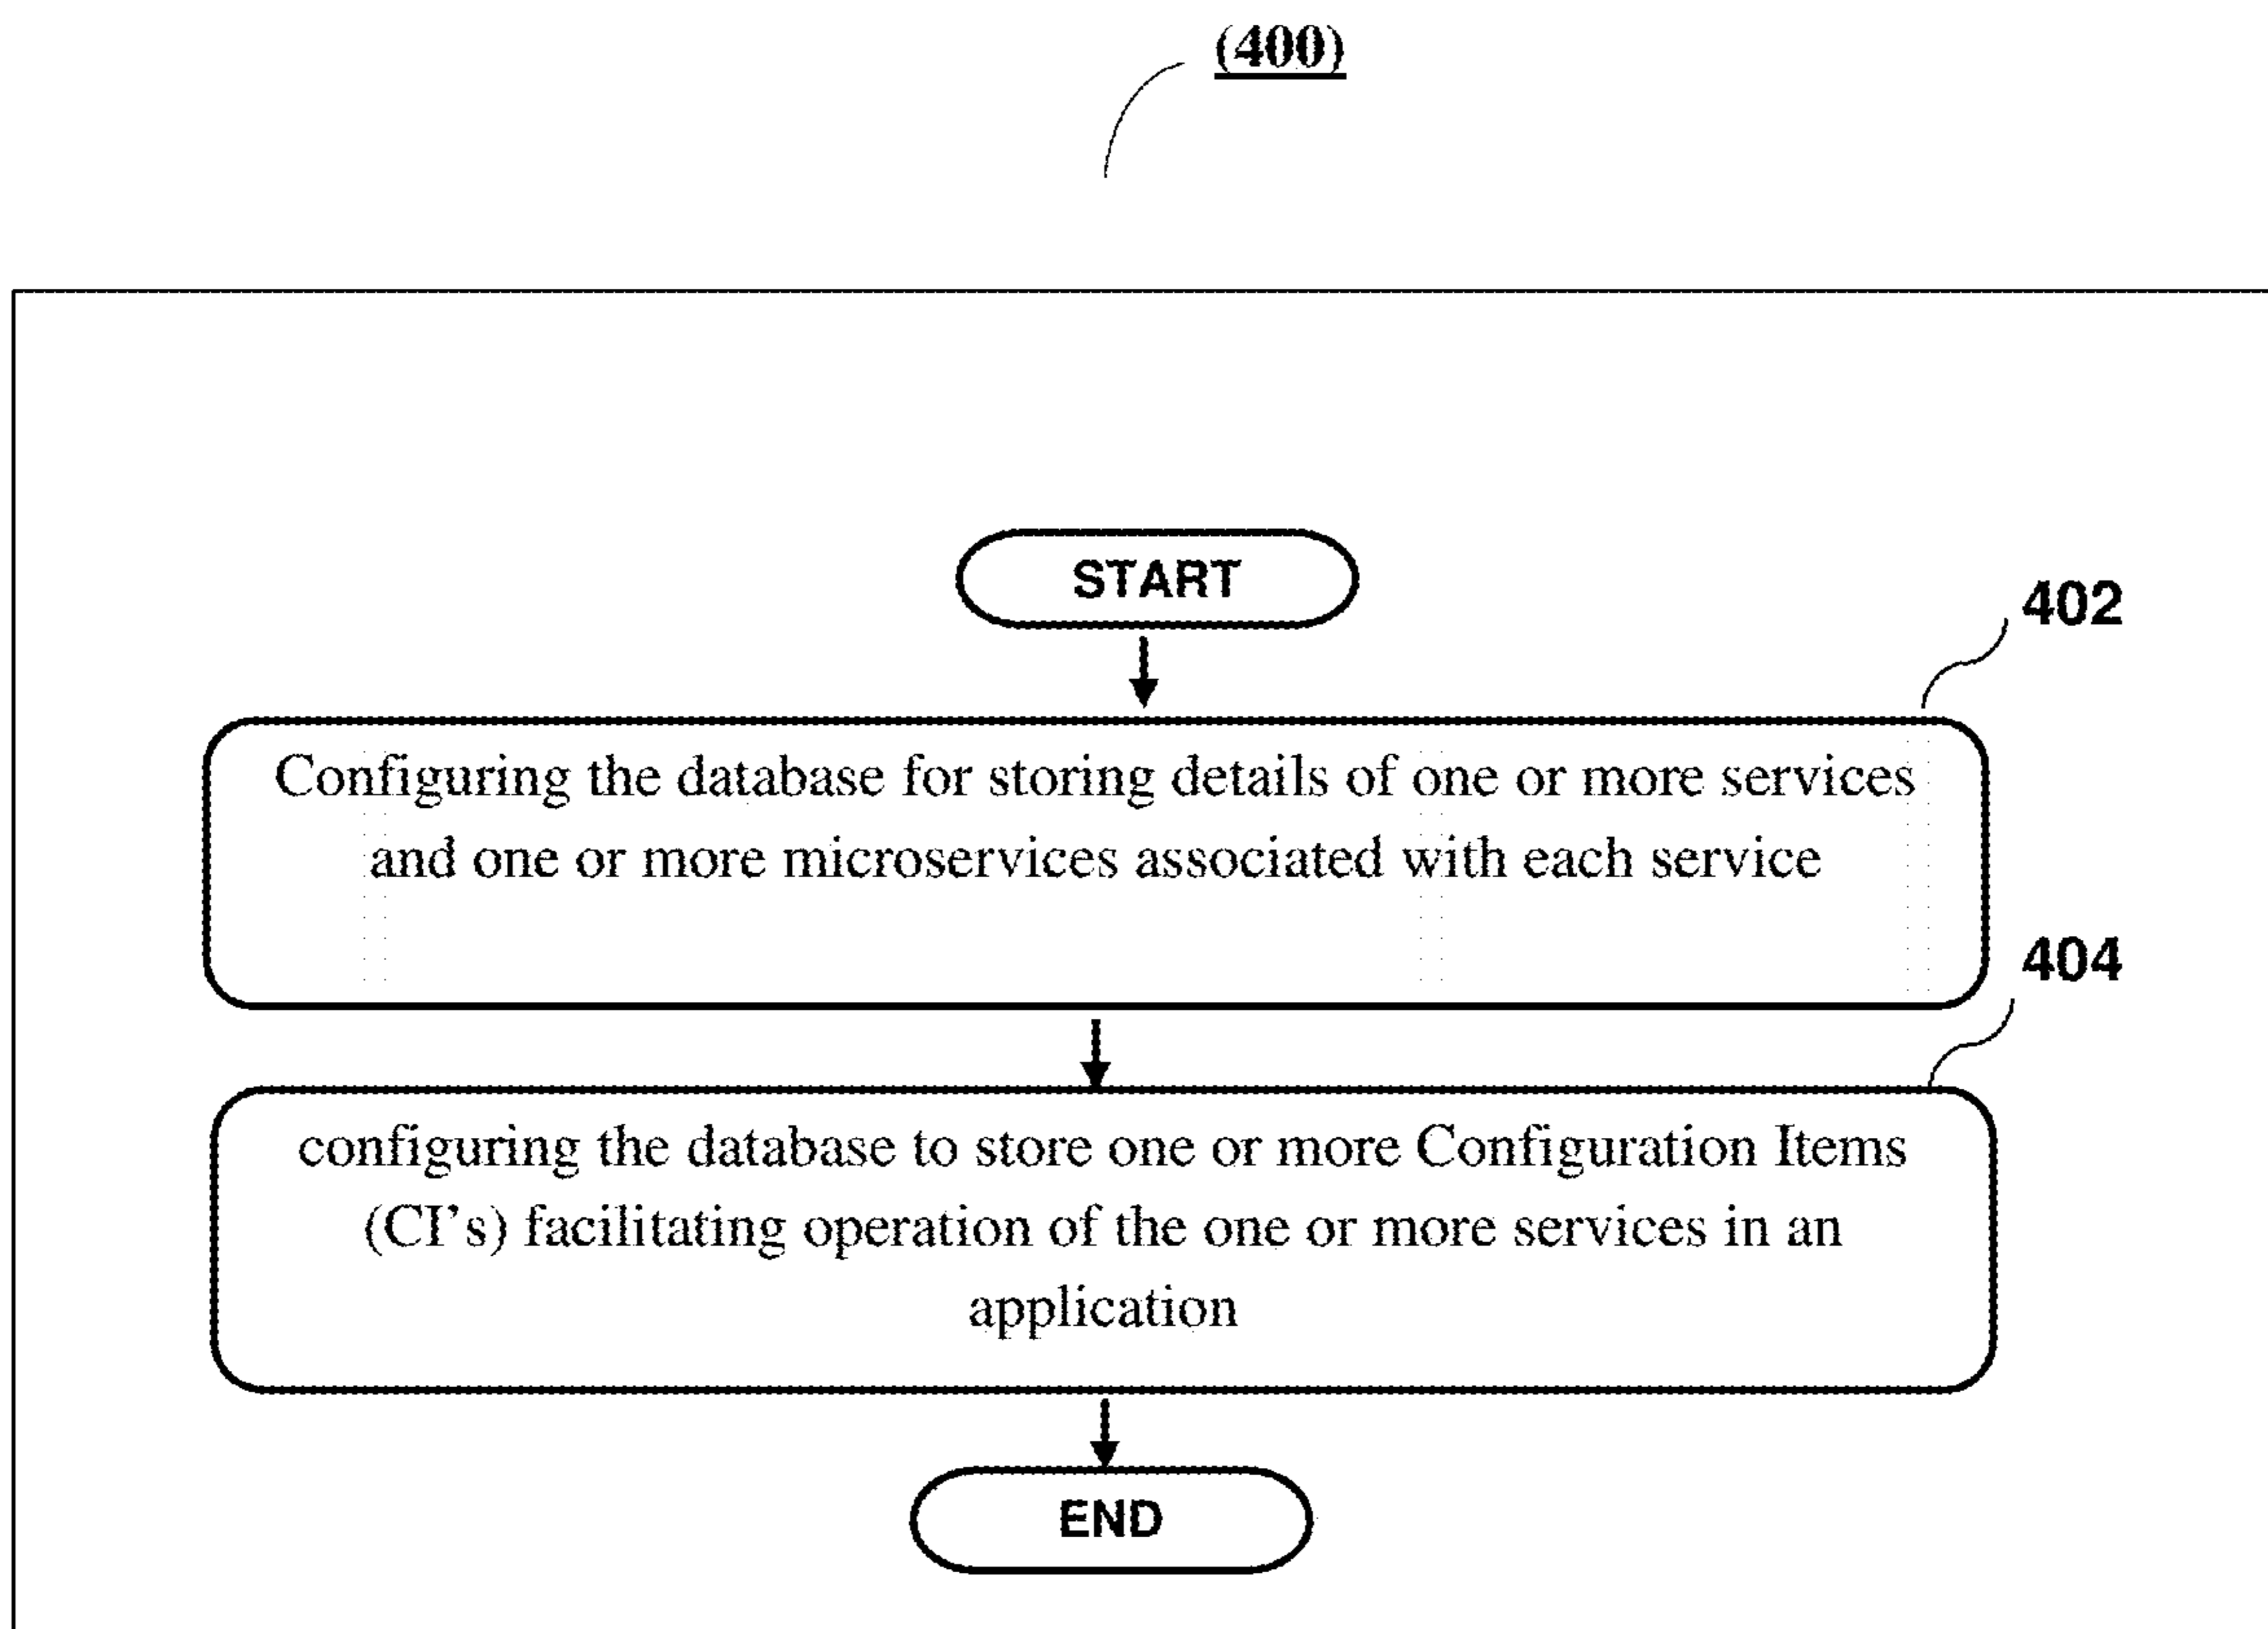 (400)
START
402
Configuring the database for storing details of one or more services
and one or more microservices associated with each service
404
configuring the database to store one or more Configuration Items
(CI’s) facilitating operation of the one or more services in an
application
END